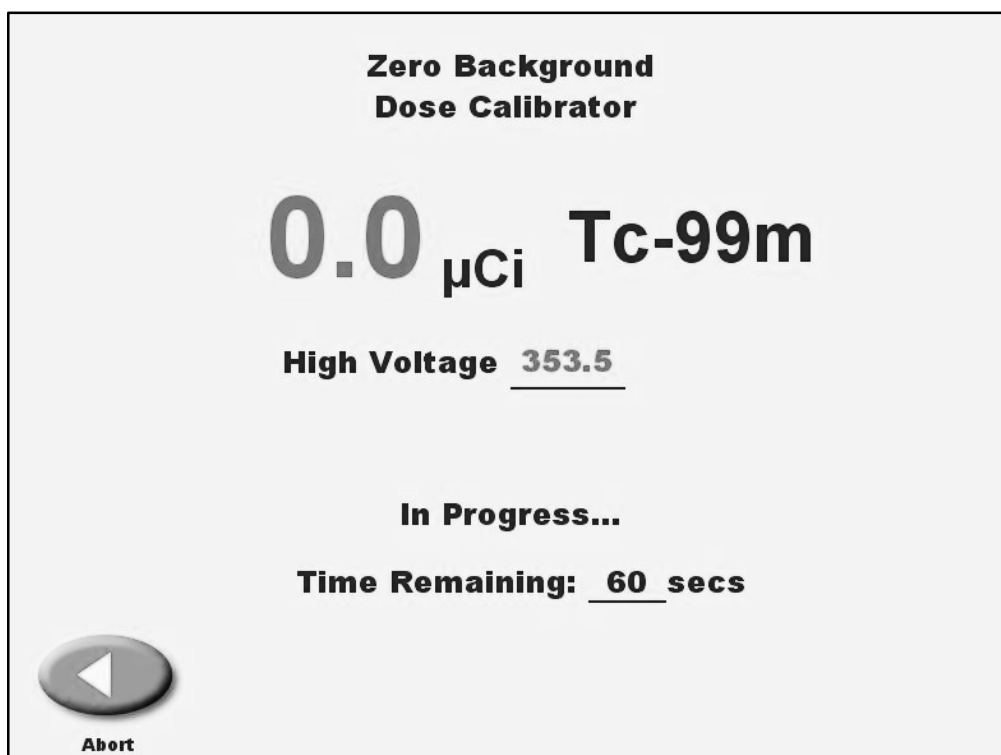 Zero Background
Dose Calibrator
0.0 µCi Tc-99m
High Voltage 353.5
In Progress...
Time Remaining: 60 secs
Abort